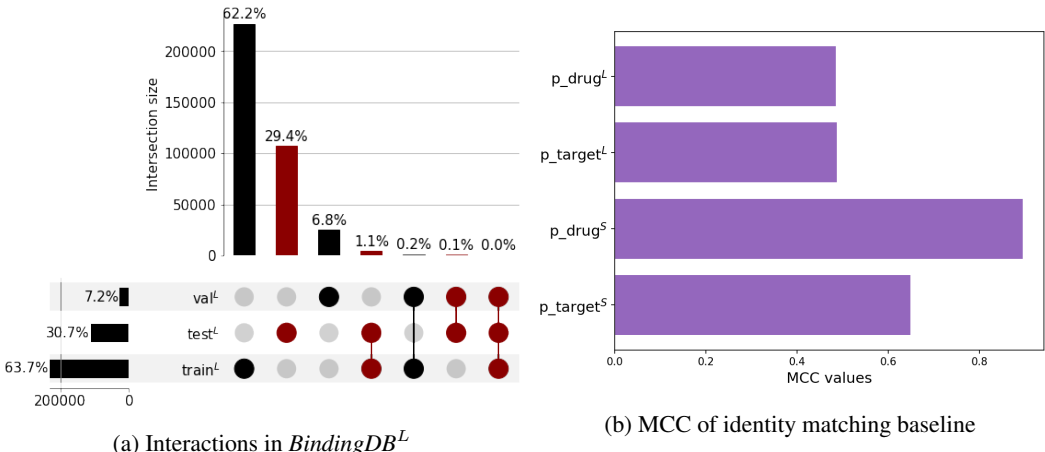 62.2%
200000
150000
100000
50000
0
Intersection size
29.4%
6.8%
1.1%
0.2%
0.1%
0.0%
7.2%
val^L
30.7%
test^L
63.7%
train^L
200000
0
(a) Interactions in BindingDB^L
p_drug^L
p_target^L
p_drug^S
p_target^S
0.0
0.2
0.4
0.6
0.8
MCC values
(b) MCC of identity matching baseline